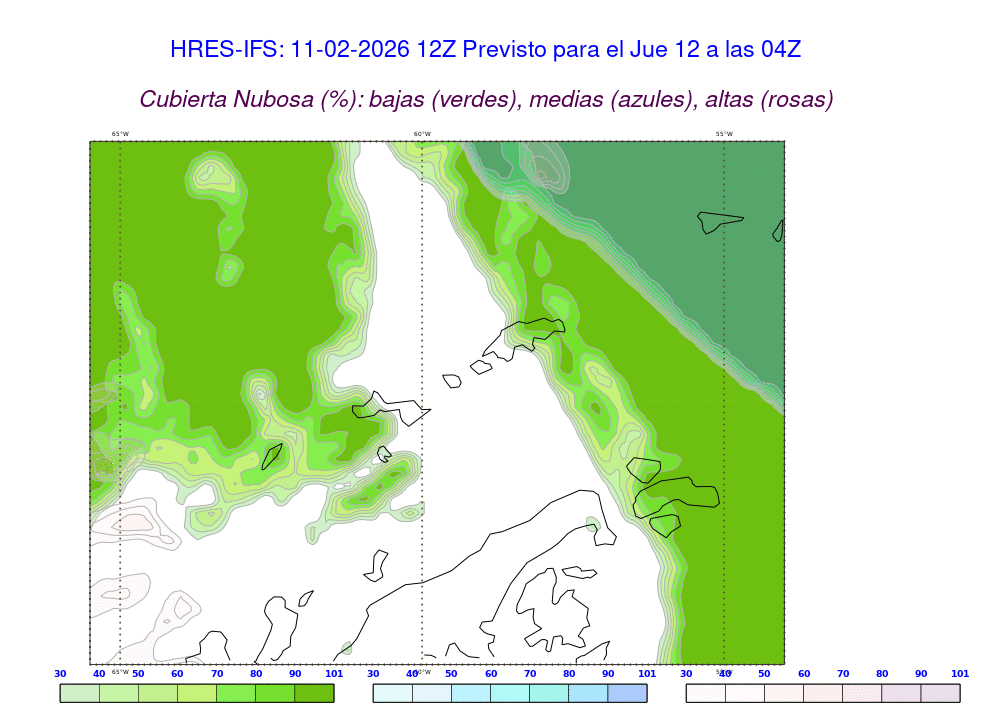 HRES-IFS: 11-02-2026 12Z Previsto para el Jue 12 a las 04Z
Cubierta Nubosa (%): bajas (verdes), medias (azules), altas (rosas)
65°W 60°W 55°W
30 40 50 60 70 80 90 101 30 40 50 60 70 80 90 101 30 40 50 60 70 80 90 101
65°W